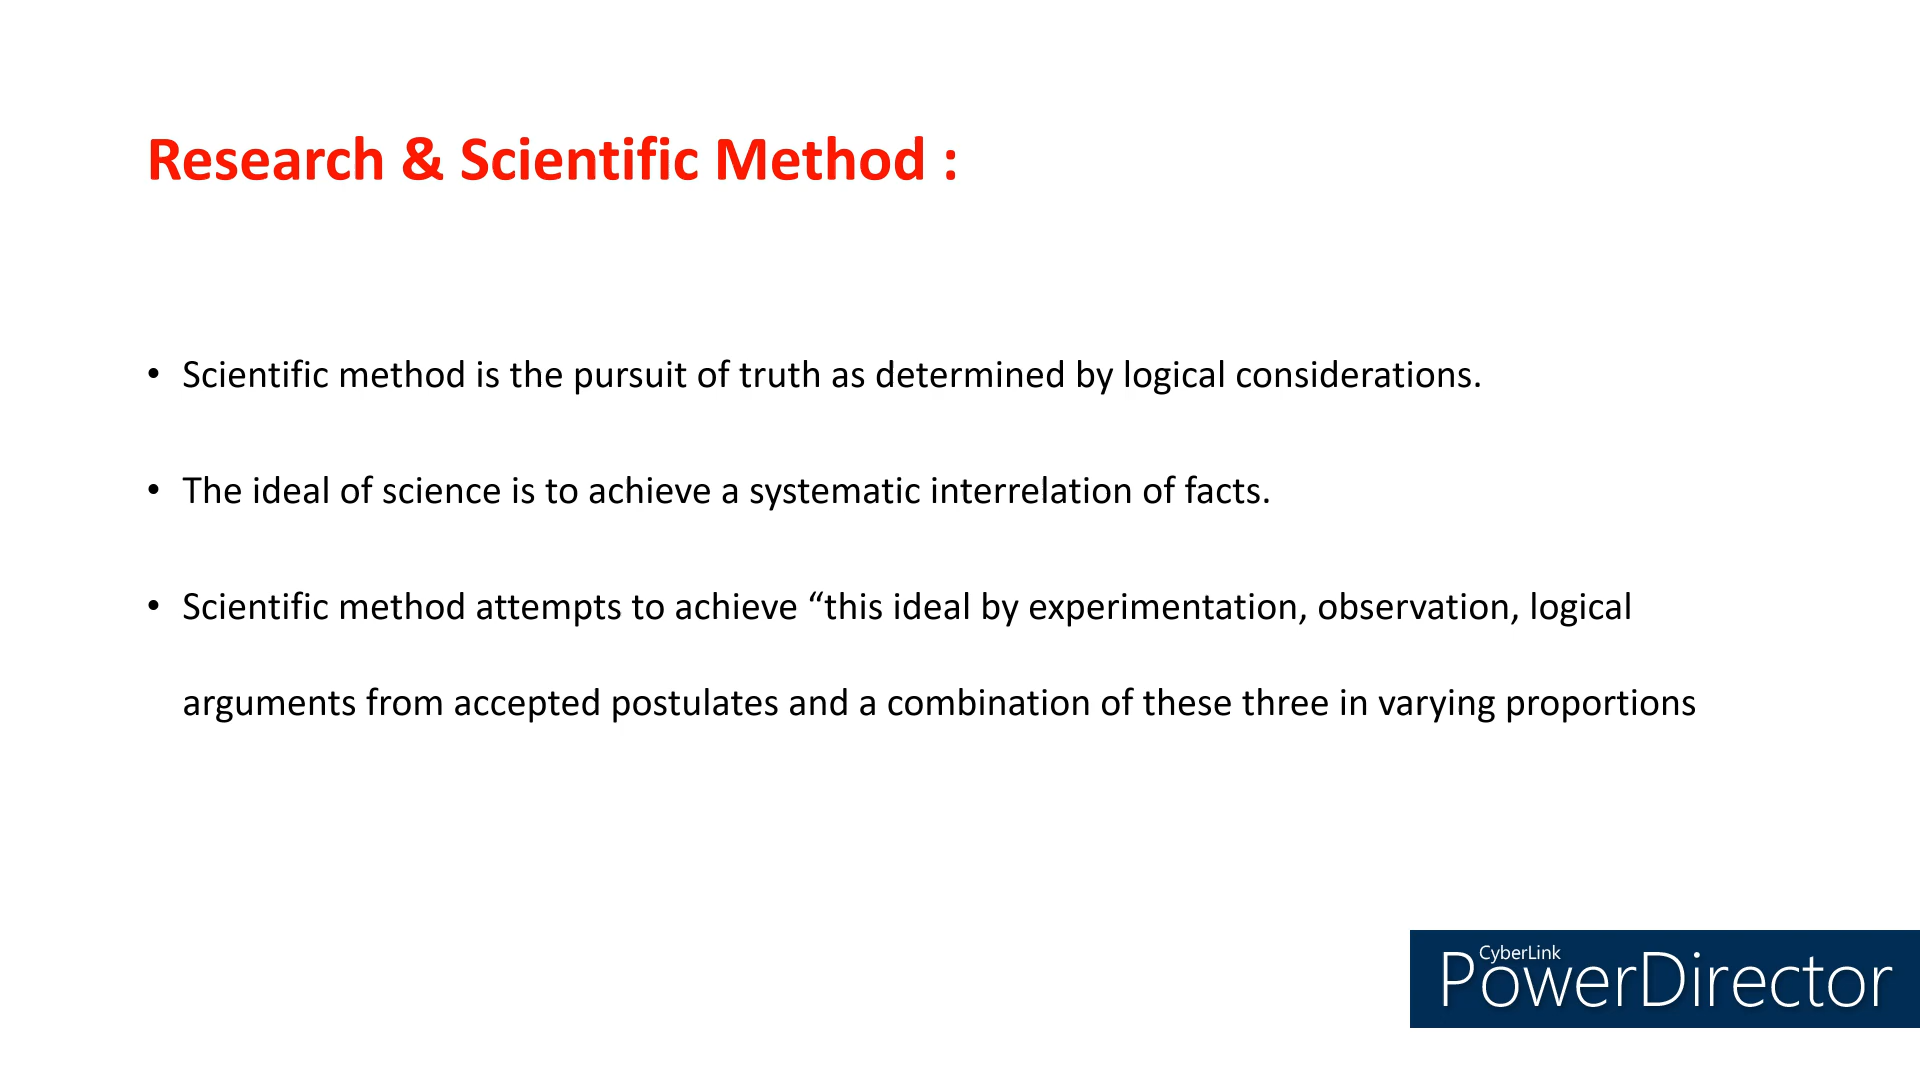 Research & Scientific Method :
• Scientific method is the pursuit of truth as determined by logical considerations.
• The ideal of science is to achieve a systematic interrelation of facts.
• Scientific method attempts to achieve “this ideal by experimentation, observation, logical
arguments from accepted postulates and a combination of these three in varying proportions
CyberLink
PowerDirector